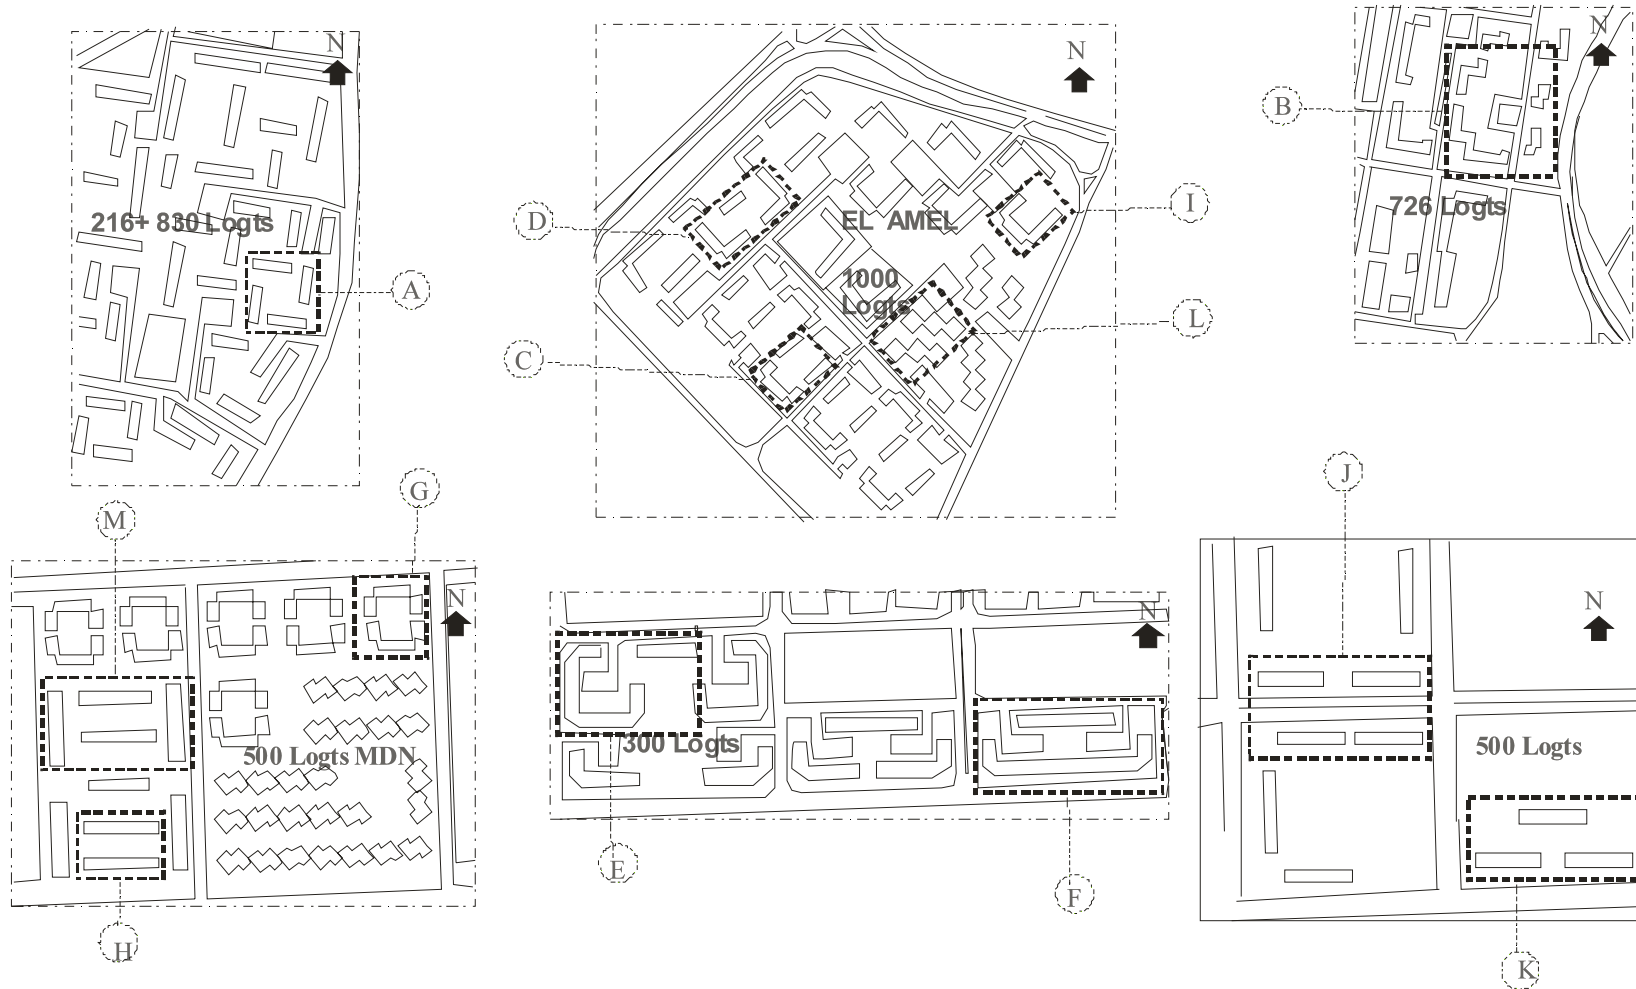 N
N
N
B
I
D
216+ 830 Logts
EL AMEL
726 Logts
A
1000
Logts
L
C
J
G
M
N
N
N
500 Logts MDN
300 Logts
500 Logts
E
F
H
K